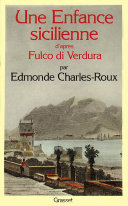 Une Enfance
sicilienne
d'après
Fulco di Verdura
par
Edmonde Charles-Roux
Grasset